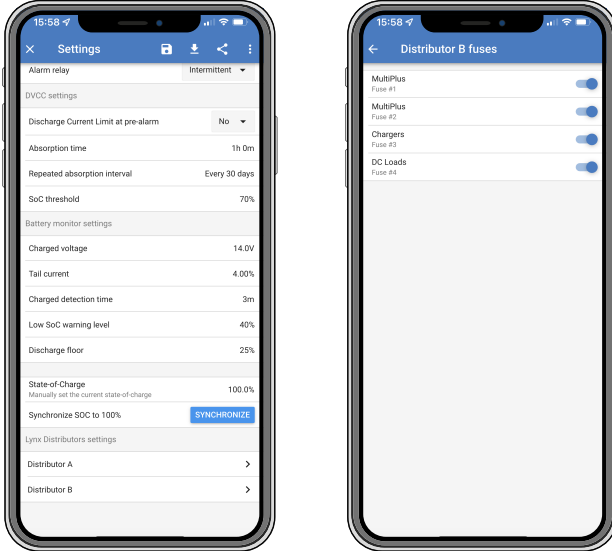 15:58
Settings
Alarm relay Intermittent
DVCC settings
Discharge Current Limit at pre-alarm No
Absorption time 1h 0m
Repeated absorption interval Every 30 days
SoC threshold 70%
Battery monitor settings
Charged voltage 14.0V
Tail current 4.00%
Charged detection time 3m
Low SoC warning level 40%
Discharge floor 25%
State-of-Charge 100.0%
Manually set the current state-of-charge
Synchronize SOC to 100% SYNCHRONIZE
Lynx Distributors settings
Distributor A
Distributor B
15:58
Distributor B fuses
MultiPlus
Fuse #1
MultiPlus
Fuse #2
Chargers
Fuse #3
DC Loads
Fuse #4